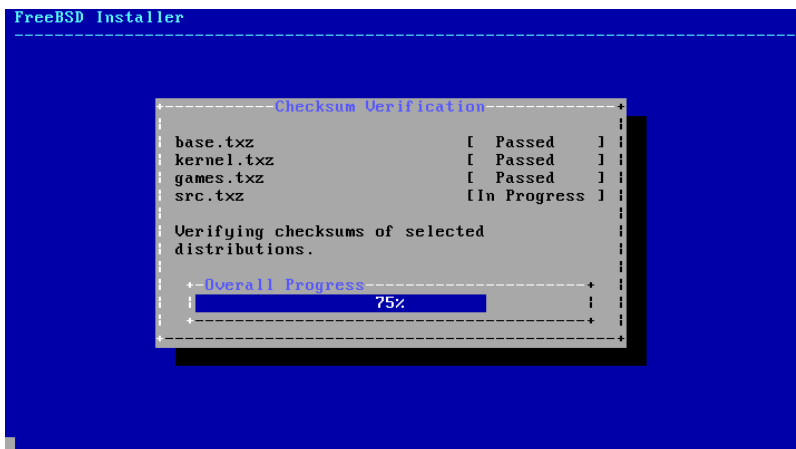 FreeBSD Installer
Checksum Verification
base.txz [ Passed ]
kernel.txz [ Passed ]
games.txz [ Passed ]
src.txz [In Progress ]
Verifying checksums of selected
distributions.
Overall Progress
75%